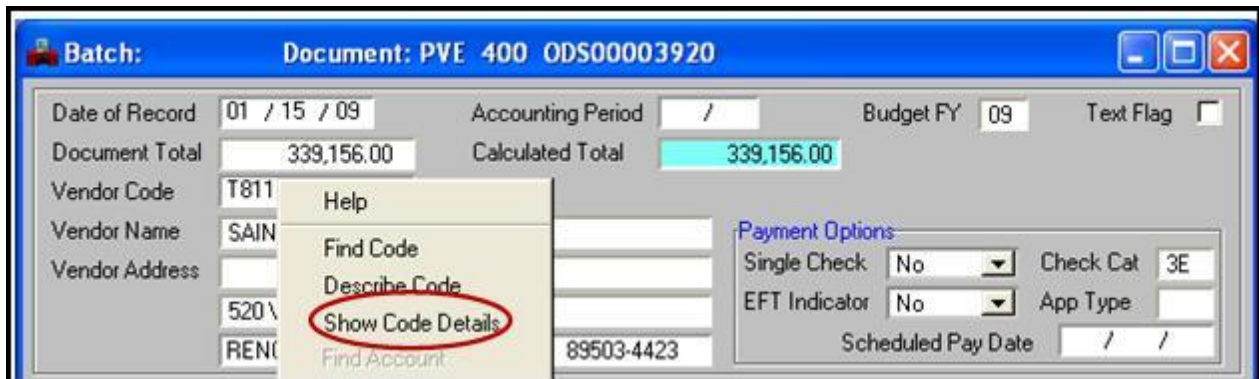 Batch: Document: PVE 400 ODS00003920
Date of Record 01 / 15 / 09 Accounting Period / Budget FY 09 Text Flag
Document Total 339,156.00 Calculated Total 339,156.00
Vendor Code T811
Help
Vendor Name SAIN
Find Code
Vendor Address
Describe Code
520
Show Code Details
RENO 89503-4423
Find Account
Payment Options
Single Check No Check Cat 3E
EFT Indicator No App Type
Scheduled Pay Date / /